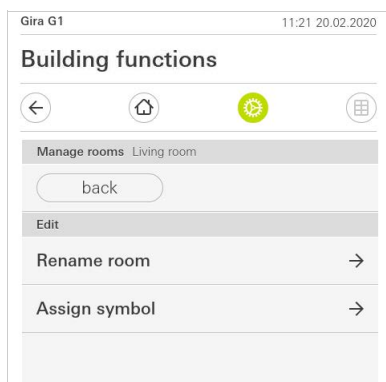 Gira G1 11:21 20.02.2020
Building functions
Manage rooms Living room
back
Edit
Rename room
Assign symbol